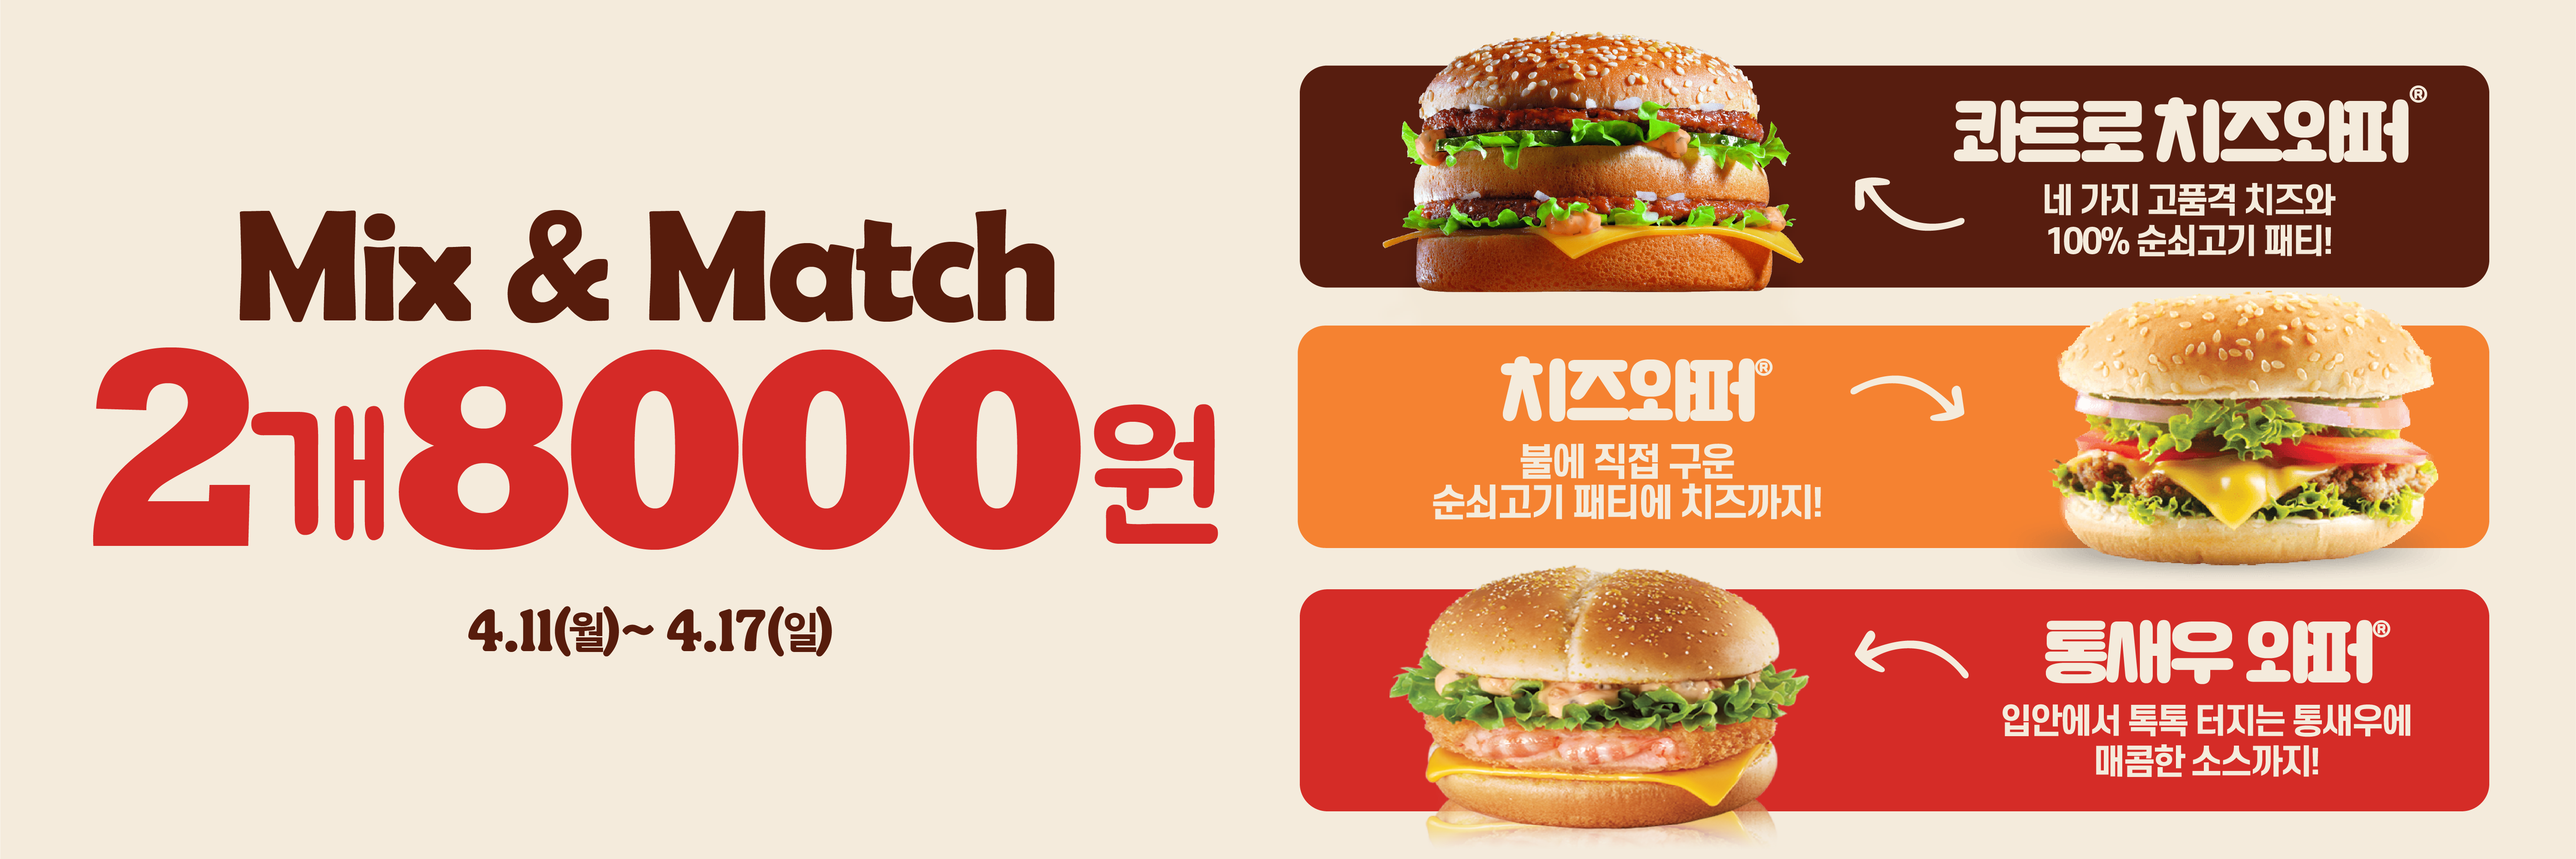 Mix & Match
2개8000원
4.11(월)~ 4.17(일)
콰트로 치즈와퍼®
네 가지 고품격 치즈와
100% 순쇠고기 패티!
치즈와퍼®
불에 직접 구운
순쇠고기 패티에 치즈까지!
통새우 와퍼®
입안에서 톡톡 터지는 통새우에
매콤한 소스까지!